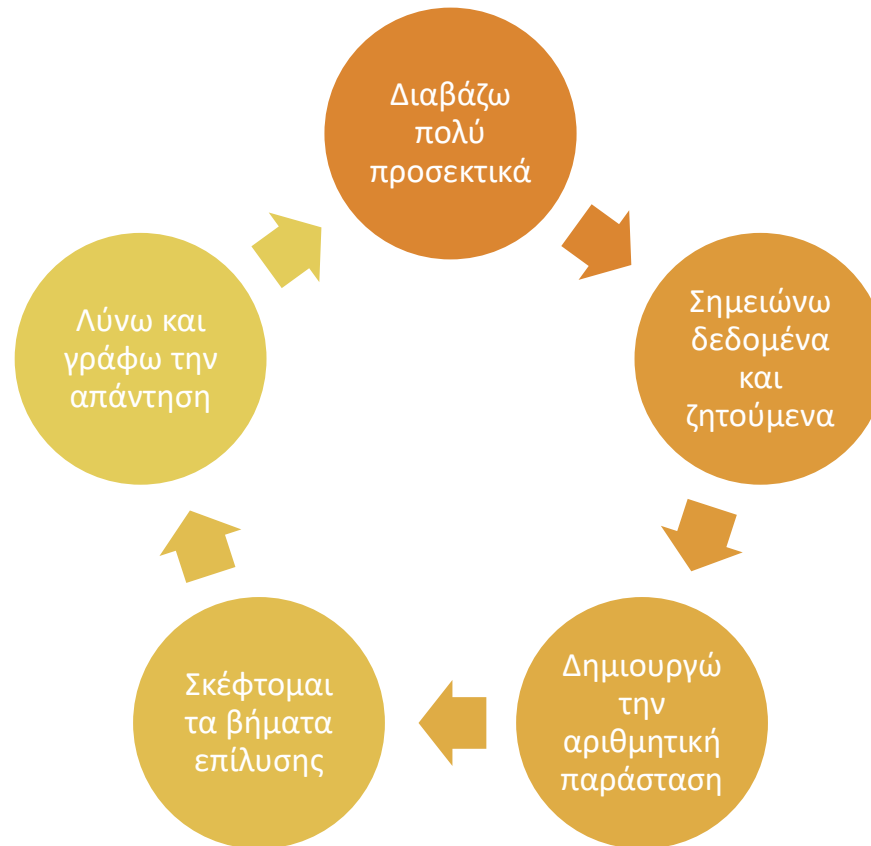 Διαβάζω
πολύ
προσεκτικά
Σημειώνω
δεδομένα
και
ζητούμενα
Δημιουργώ
την
αριθμητική
παράσταση
Σκέφτομαι
τα βήματα
επίλυσης
Λύνω και
γράφω την
απάντηση